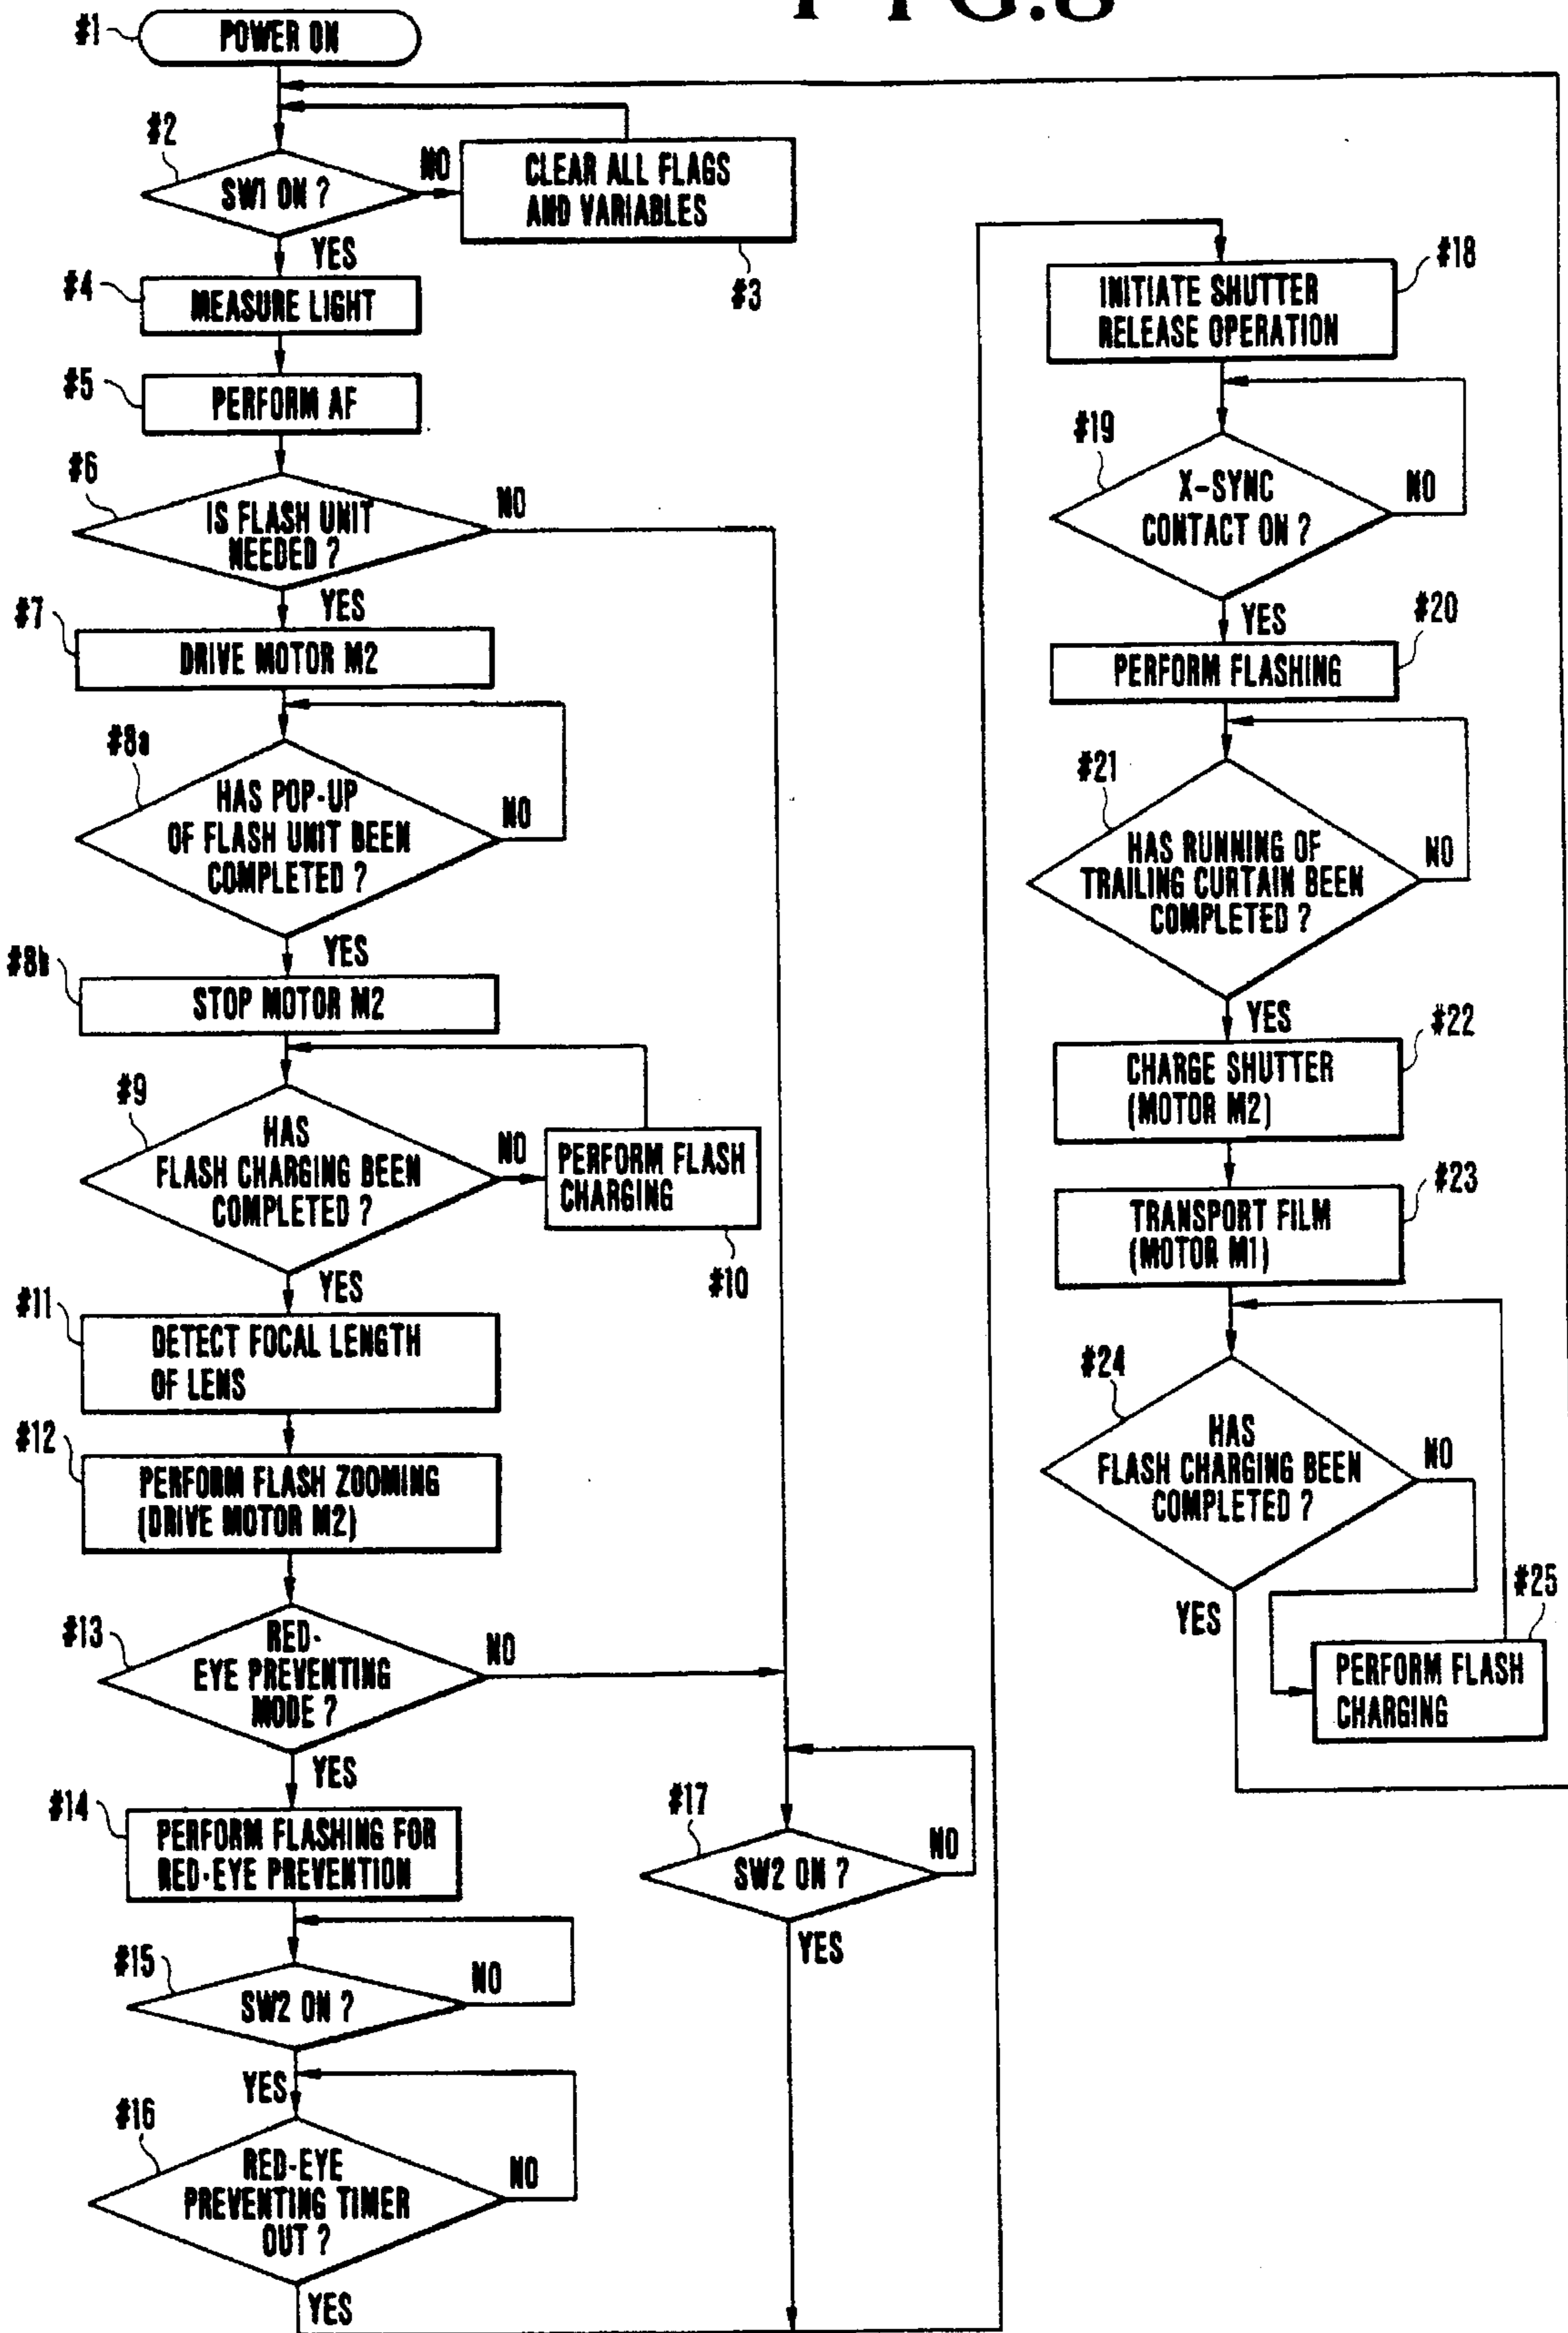 FIG.8
#1
POWER ON
#2
SW1 ON ?
NO
CLEAR ALL FLAGS
AND VARIABLES
#3
YES
#4
MEASURE LIGHT
#5
PERFORM AF
#6
IS FLASH UNIT
NEEDED ?
NO
YES
#7
DRIVE MOTOR M2
#8a
HAS POP-UP
OF FLASH UNIT BEEN
COMPLETED ?
NO
YES
#8b
STOP MOTOR M2
#9
HAS
FLASH CHARGING BEEN
COMPLETED ?
NO
PERFORM FLASH
CHARGING
#10
YES
#11
DETECT FOCAL LENGTH
OF LENS
#12
PERFORM FLASH ZOOMING
(DRIVE MOTOR M2)
#13
RED-
EYE PREVENTING
MODE ?
NO
YES
#14
PERFORM FLASHING FOR
RED-EYE PREVENTION
#15
SW2 ON ?
NO
YES
#16
RED-EYE
PREVENTING TIMER
OUT ?
NO
YES
#17
SW2 ON ?
NO
YES
#18
INITIATE SHUTTER
RELEASE OPERATION
#19
X-SYNC
CONTACT ON ?
NO
YES
#20
PERFORM FLASHING
#21
HAS RUNNING OF
TRAILING CURTAIN BEEN
COMPLETED ?
NO
YES
#22
CHARGE SHUTTER
(MOTOR M2)
#23
TRANSPORT FILM
(MOTOR M1)
#24
HAS
FLASH CHARGING BEEN
COMPLETED ?
NO
YES
#25
PERFORM FLASH
CHARGING